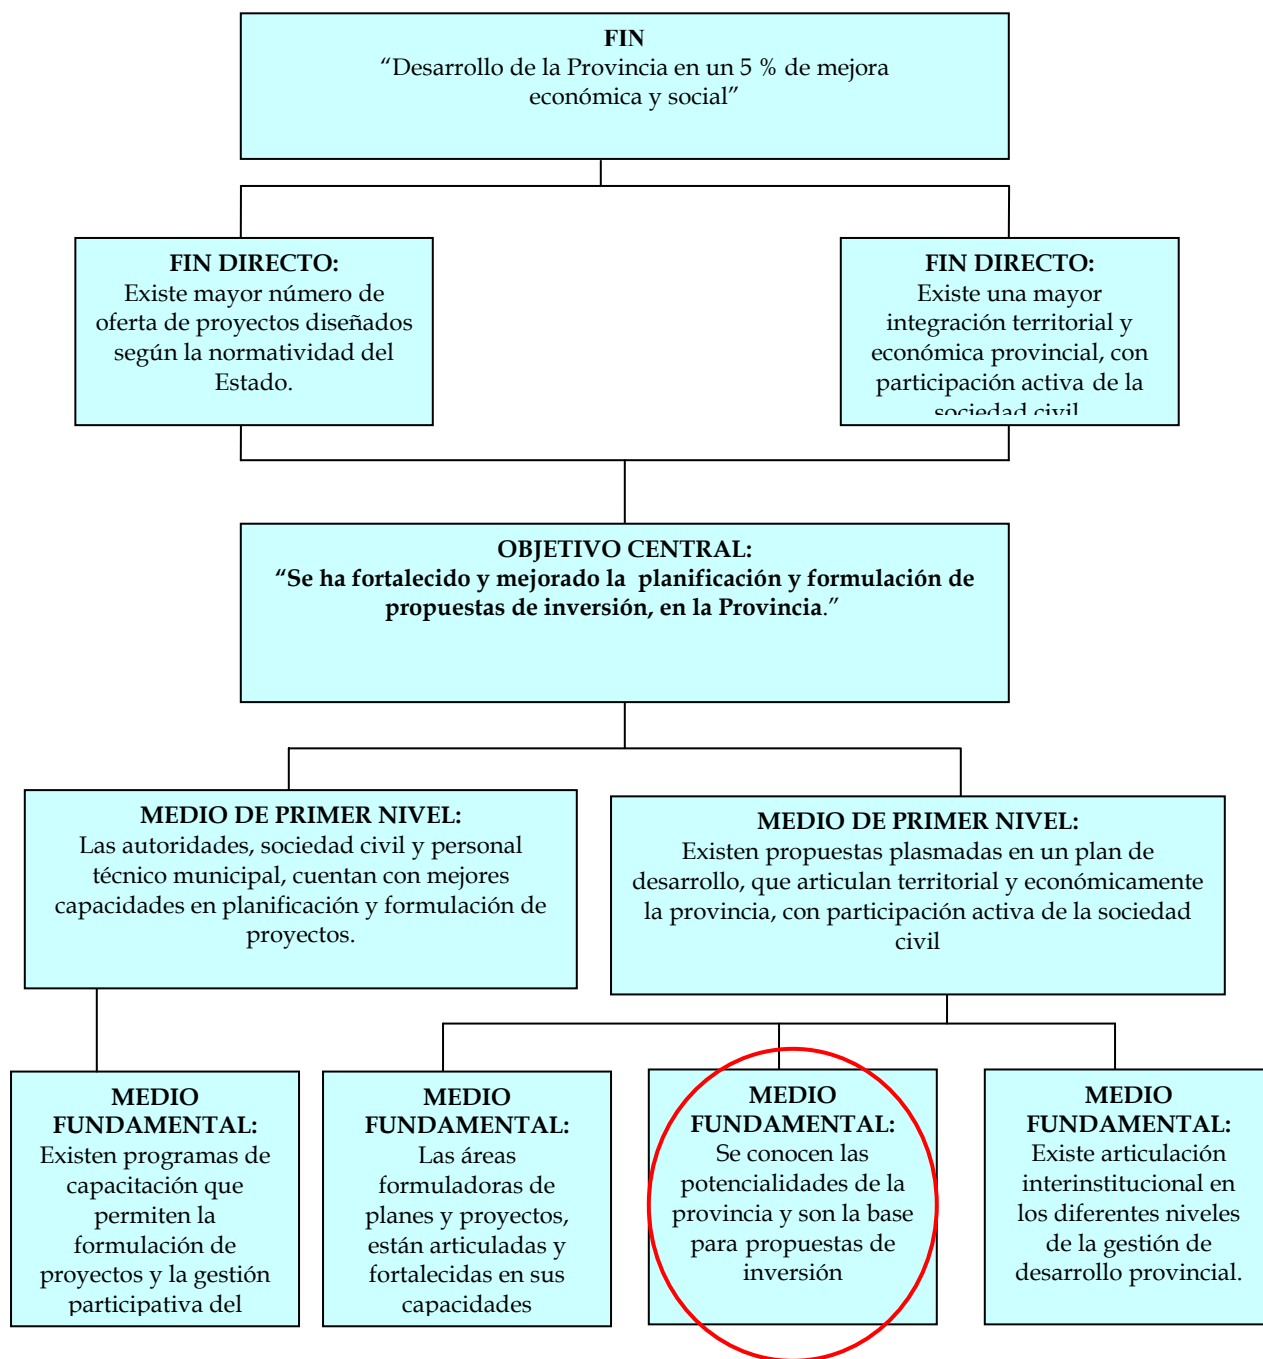 FIN
“Desarrollo de la Provincia en un 5 % de mejora
económica y social”
FIN DIRECTO:
Existe mayor número de
oferta de proyectos diseñados
según la normatividad del
Estado.
FIN DIRECTO:
Existe una mayor
integración territorial y
económica provincial, con
participación activa de la
sociedad civil
OBJETIVO CENTRAL:
“Se ha fortalecido y mejorado la planificación y formulación de
propuestas de inversión, en la Provincia.”
MEDIO DE PRIMER NIVEL:
Las autoridades, sociedad civil y personal
técnico municipal, cuentan con mejores
capacidades en planificación y formulación de
proyectos.
MEDIO DE PRIMER NIVEL:
Existen propuestas plasmadas en un plan de
desarrollo, que articulan territorial y económicamente
la provincia, con participación activa de la sociedad
civil
MEDIO
FUNDAMENTAL:
Existen programas de
capacitación que
permiten la
formulación de
proyectos y la gestión
participativa del
MEDIO
FUNDAMENTAL:
Las áreas
formuladoras de
planes y proyectos,
están articuladas y
fortalecidas en sus
capacidades
MEDIO
FUNDAMENTAL:
Se conocen las
potencialidades de la
provincia y son la base
para propuestas de
inversión
MEDIO
FUNDAMENTAL:
Existe articulación
interinstitucional en
los diferentes niveles
de la gestión de
desarrollo provincial.